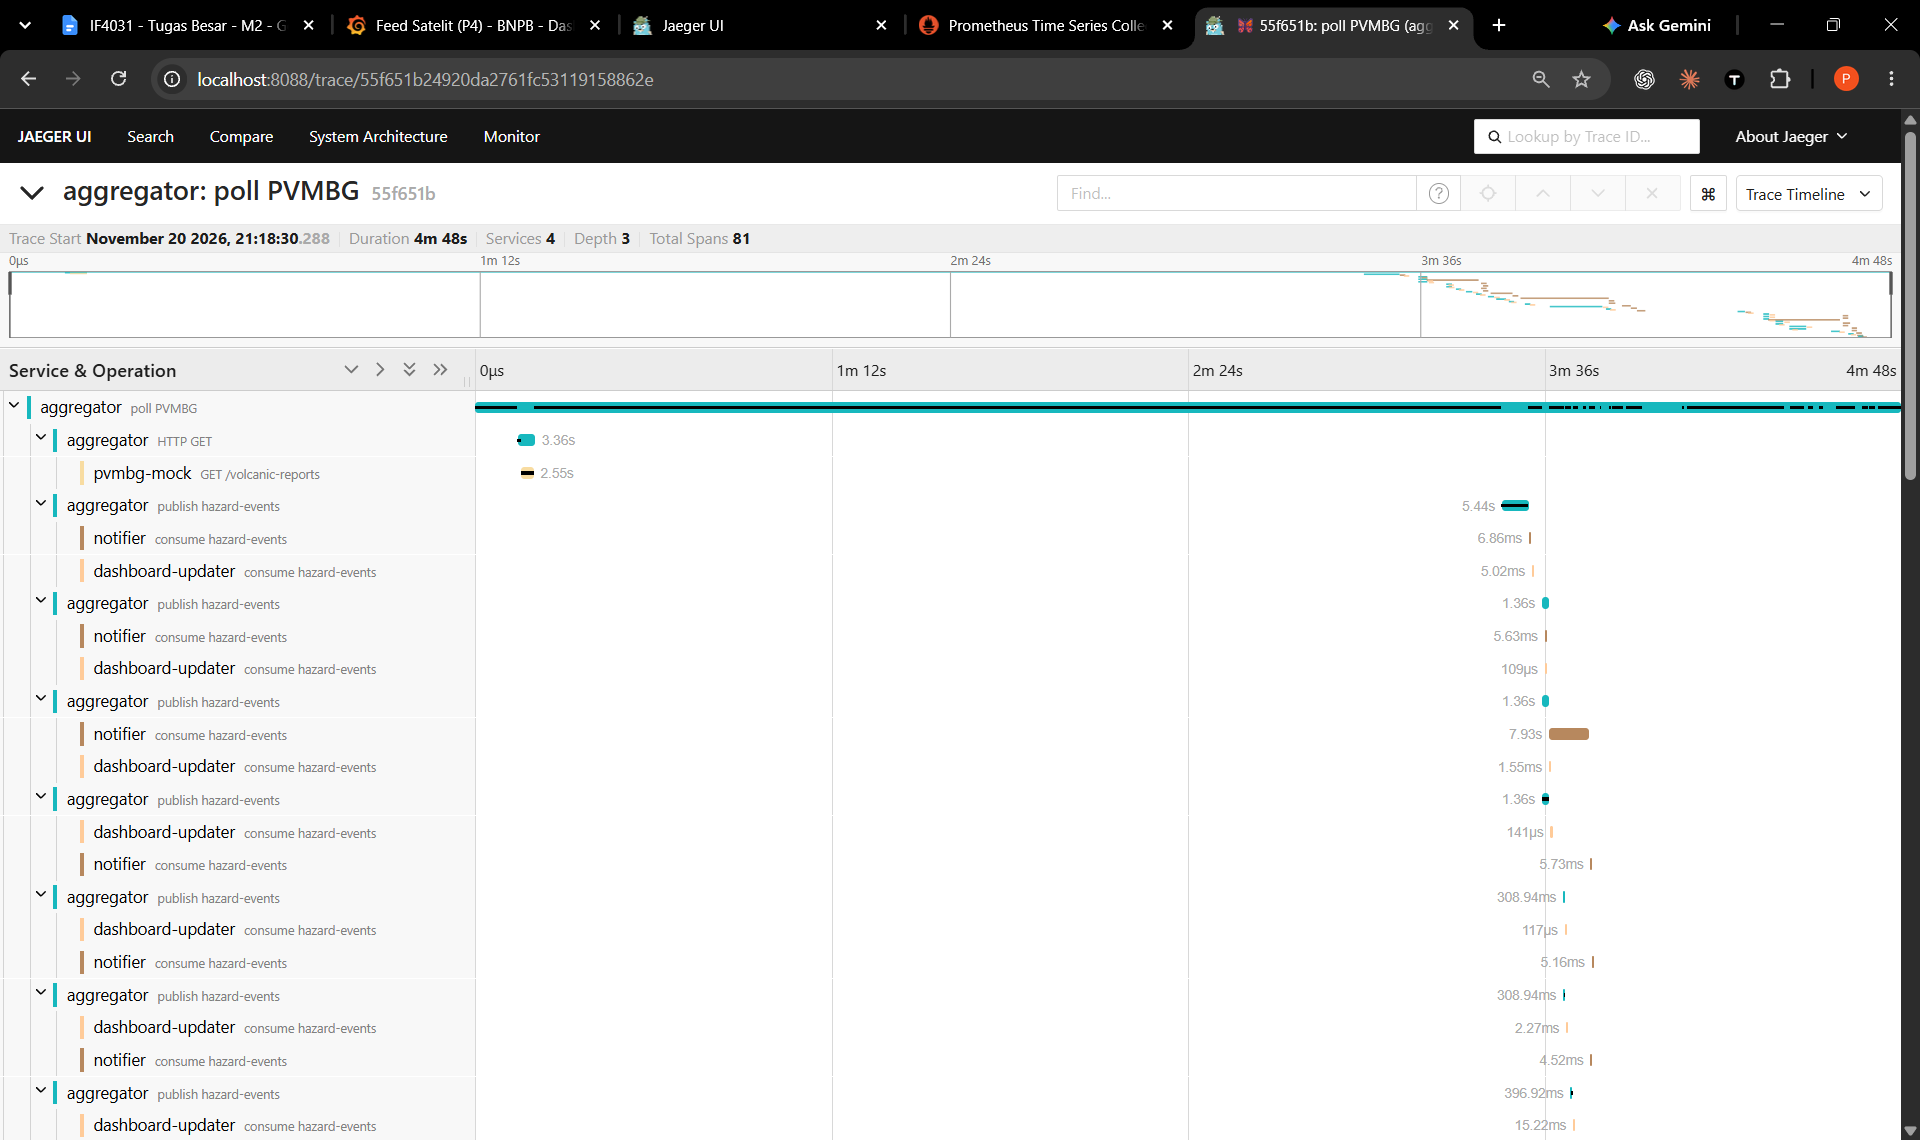 IF4031 - Tugas Besar - M2 - G
Feed Satelit (P4) - BNPB - Das
Jaeger UI
Prometheus Time Series Colle
55f651b: poll PVMBG (agg
Ask Gemini
localhost:8088/trace/55f651b24920da2761fc53119158862e
T
P
JAEGER UI Search Compare System Architecture Monitor Lookup by Trace ID... About Jaeger
aggregator: poll PVMBG 55f651b Find... ? ⌘ Trace Timeline
Trace Start November 20 2026, 21:18:30.288 Duration 4m 48s Services 4 Depth 3 Total Spans 81
0μs 1m 12s 2m 24s 3m 36s 4m 48s
Service & Operation 0μs 1m 12s 2m 24s 3m 36s 4m 48s
aggregator poll PVMBG
aggregator HTTP GET 3.36s
pvmbg-mock GET /volcanic-reports 2.55s
aggregator publish hazard-events 5.44s
notifier consume hazard-events 6.86ms
dashboard-updater consume hazard-events 5.02ms
aggregator publish hazard-events 1.36s
notifier consume hazard-events 5.63ms
dashboard-updater consume hazard-events 109μs
aggregator publish hazard-events 1.36s
notifier consume hazard-events 7.93s
dashboard-updater consume hazard-events 1.55ms
aggregator publish hazard-events 1.36s
dashboard-updater consume hazard-events 141μs
notifier consume hazard-events 5.73ms
aggregator publish hazard-events 308.94ms
dashboard-updater consume hazard-events 117μs
notifier consume hazard-events 5.16ms
aggregator publish hazard-events 308.94ms
dashboard-updater consume hazard-events 2.27ms
notifier consume hazard-events 4.52ms
aggregator publish hazard-events 396.92ms
dashboard-updater consume hazard-events 15.22ms